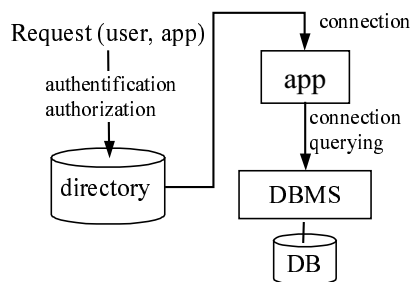 Request (user, app)
authentification
authorization
directory
connection
app
connection
querying
DBMS
DB